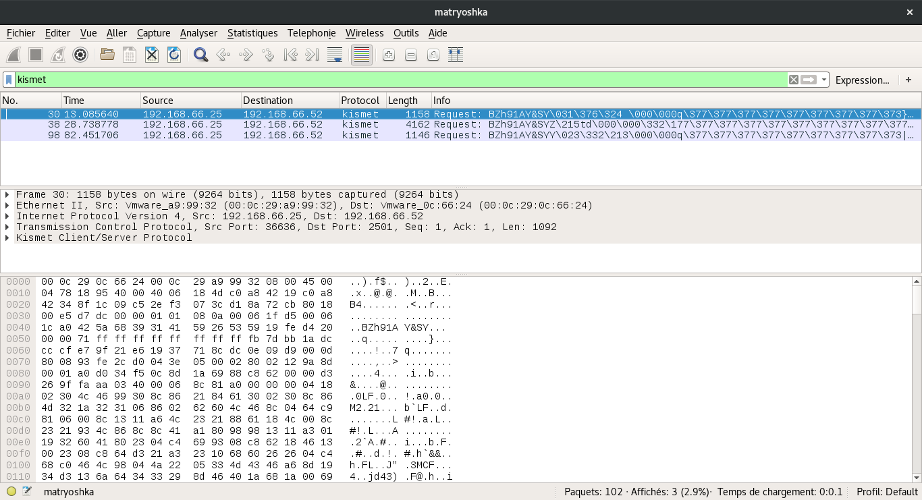 matryoshka
Fichier Editer Vue Aller Capture Analyser Statistiques Telephonie Wireless Outils Aide
kismet Expression... +
No. Time Source Destination Protocol Length Info
30 13.085640 192.168.66.25 192.168.66.52 kismet 1158 Request: BZh91AY&SY\031\376\324 \000\000q\377\377\377\377\377\377\377\373}...
38 28.738778 192.168.66.25 192.168.66.52 kismet 4162 Request: BZh91AY&SYZ\215td\000\000\332\177\377\377\377\377\377\377\377...
98 82.451706 192.168.66.25 192.168.66.52 kismet 1146 Request: BZh91AY&SYY\023\332\213\000\000q\377\377\377\377\377\377\377\373|...
Frame 30: 1158 bytes on wire (9264 bits), 1158 bytes captured (9264 bits)
Ethernet II, Src: Vmware_a9:99:32 (00:0c:29:a9:99:32), Dst: Vmware_0c:66:24 (00:0c:29:0c:66:24)
Internet Protocol Version 4, Src: 192.168.66.25, Dst: 192.168.66.52
Transmission Control Protocol, Src Port: 36636, Dst Port: 2501, Seq: 1, Ack: 1, Len: 1092
Kismet Client/Server Protocol
0000 00 0c 29 0c 66 24 00 0c 29 a9 99 32 08 00 45 00 ..).f$.. )..2..E.
0010 04 78 18 95 40 00 40 06 18 4d c0 a8 42 19 c0 a8 .x..@.@. .M..B...
0020 42 34 8f 1c 09 c5 2e f3 07 3c d1 8a 72 cb 80 18 B4...... .<..r...
0030 00 e5 d7 dc 00 00 01 01 08 0a 00 06 1f d5 00 06 ........ ........
0040 1c a0 42 5a 68 39 31 41 59 26 53 59 19 fe d4 20 ..BZh91A Y&SY...
0050 00 00 71 ff ff ff ff ff ff ff fb 7d bb 1a dc ..q..... ....}...
0060 cc cf e7 9f 21 e6 19 37 71 8c dc 0e 09 d9 00 0d ....!..7 q.......
0070 80 08 93 fe 2c d0 04 3e 05 00 02 80 02 12 9a 8d ....,..> ........
0080 00 01 a0 d0 34 f5 0c 8d 1a 69 88 c8 62 00 00 d3 ....4... .i..b...
0090 26 9f fa aa 03 40 00 06 8c 81 a0 00 00 00 04 18 &....@.. ........
00a0 02 30 4c 46 99 30 8c 86 21 84 61 30 02 30 8c 86 .0LF.0.. !.a0.0..
00b0 4d 32 1a 32 31 06 86 02 62 60 4c 46 8c 04 64 c9 M2.21... b`LF..d.
00c0 81 06 00 8c 13 11 a6 4c 23 21 88 61 18 4c 00 8c .......L #!.a.L..
00d0 23 21 93 4c 86 8c 8c 41 a1 80 98 98 13 11 a3 01 #!.L...A ........
00e0 19 32 60 41 80 23 04 c4 69 93 08 c8 62 18 46 13 .2`A.#.. i...b.F.
00f0 00 23 08 c8 64 d3 21 a3 23 10 68 60 26 26 04 c4 .#..d.!. #.h`&&..
0100 68 c0 46 4c 98 04 4a 22 05 33 4d 43 46 a6 8d 19 h.FL..J" .3MCF...
0110 34 d3 13 6a 64 34 33 29 8d 46 40 1a 68 1a 00 69 4..jd43) .F@.h..i
matryoshka Paquets: 102 · Affichés: 3 (2.9%) · Temps de chargement: 0:0.1 Profil: Default